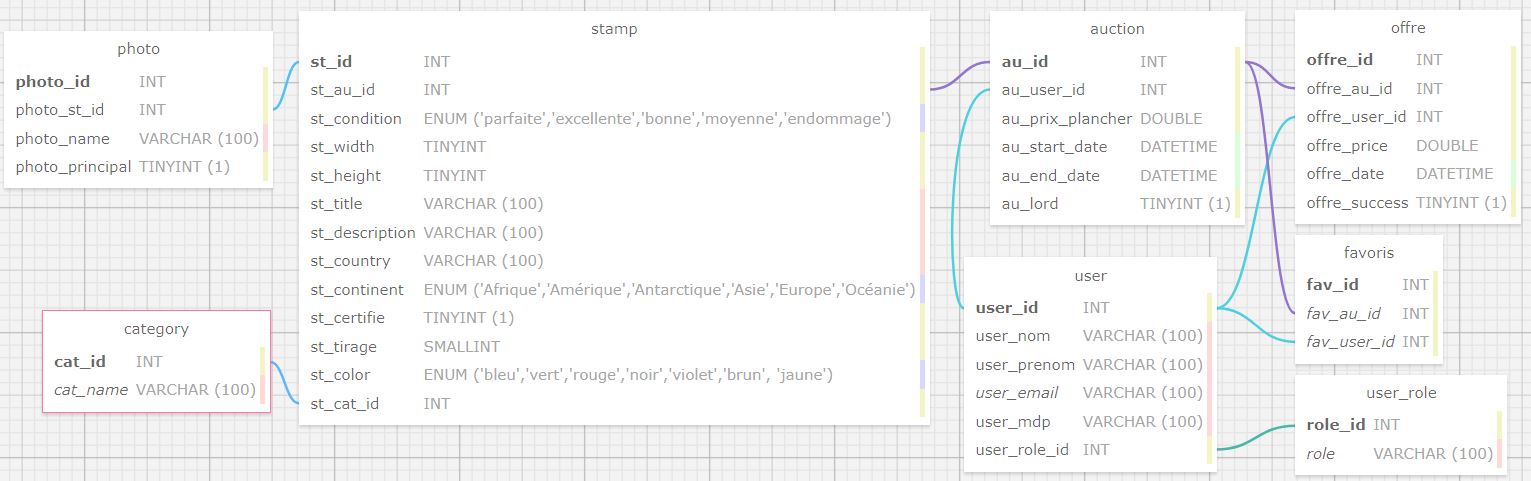 photo
photo_id INT
photo_st_id INT
photo_name VARCHAR (100)
photo_principal TINYINT (1)
category
cat_id INT
cat_name VARCHAR (100)
stamp
st_id INT
st_au_id INT
st_condition ENUM ('parfaite','excellente','bonne','moyenne','endommage')
st_width TINYINT
st_height TINYINT
st_title VARCHAR (100)
st_description VARCHAR (100)
st_country VARCHAR (100)
st_continent ENUM ('Afrique','Amérique','Antarctique','Asie','Europe','Océanie')
st_certifie TINYINT (1)
st_tirage SMALLINT
st_color ENUM ('bleu','vert','rouge','noir','violet','brun', 'jaune')
st_cat_id INT
auction
au_id INT
au_user_id INT
au_prix_plancher DOUBLE
au_start_date DATETIME
au_end_date DATETIME
au_lord TINYINT (1)
user
user_id INT
user_nom VARCHAR (100)
user_prenom VARCHAR (100)
user_email VARCHAR (100)
user_mdp VARCHAR (100)
user_role_id INT
offre
offre_id INT
offre_au_id INT
offre_user_id INT
offre_price DOUBLE
offre_date DATETIME
offre_success TINYINT (1)
favoris
fav_id INT
fav_au_id INT
fav_user_id INT
user_role
role_id INT
role VARCHAR (100)